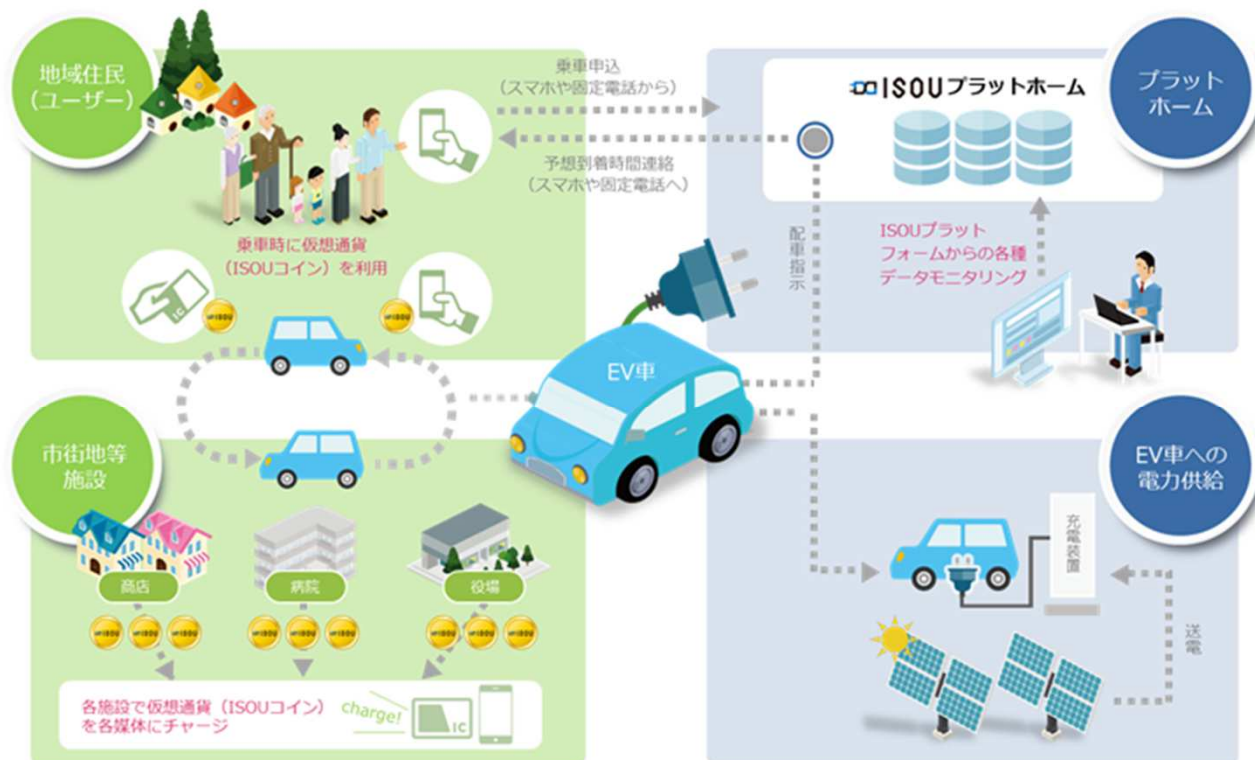 地域住民
(ユーザー)
乗車申込
(スマホや固定電話から)
予想到着時間連絡
(スマホや固定電話へ)
乗車時に仮想通貨
(ISOUコイン)を利用
IC
ISOUプラットホーム
プラット
ホーム
配車指示
ISOUプラット
フォームからの各種
データモニタリング
EV車
市街地等
施設
商店
病院
役場
各施設で仮想通貨(ISOUコイン)
を各媒体にチャージ
charge!
IC
EV車への
電力供給
充電装置
送電